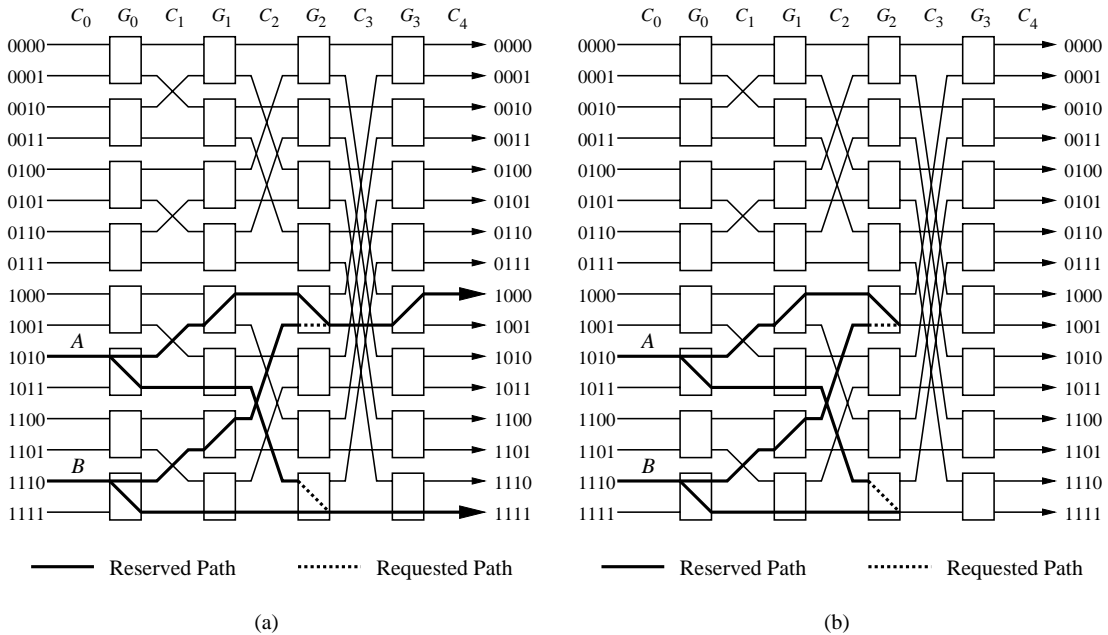 C0 G0 C1 G1 C2 G2 C3 G3 C4 C0 G0 C1 G1 C2 G2 C3 G3 C4
0000 0000 0000 0000
0001 0001 0001 0001
0010 0010 0010 0010
0011 0011 0011 0011
0100 0100 0100 0100
0101 0101 0101 0101
0110 0110 0110 0110
0111 0111 0111 0111
1000 1000 1000 1000
1001 1001 1001 1001
A A
1010 1010 1010 1010
1011 1011 1011 1011
1100 1100 1100 1100
1101 1101 1101 1101
B B
1110 1110 1110 1110
1111 1111 1111 1111
Reserved Path Requested Path Reserved Path Requested Path
(a) (b)